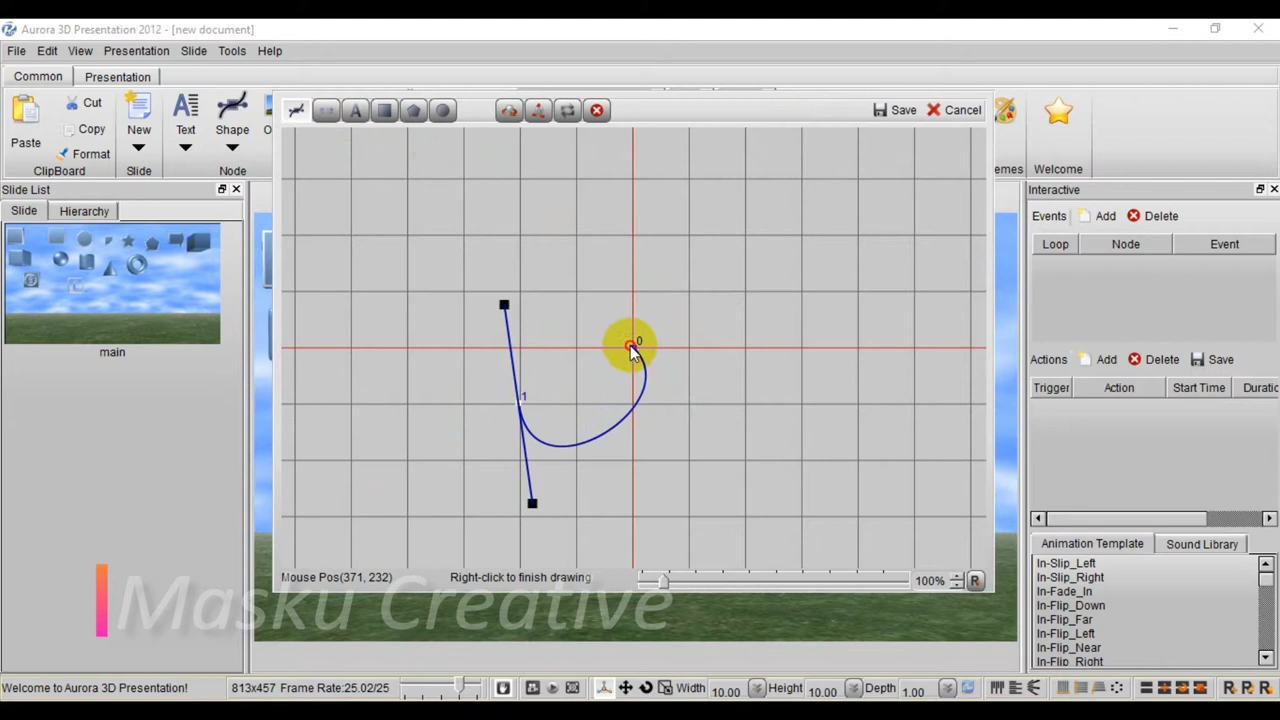 Aurora 3D Presentation 2012 - [new document]
File Edit View Presentation Slide Tools Help
Common Presentation
Paste
Cut
Copy
Format
ClipBoard
New
Slide
Text
Shape
Node
Save Cancel
Welcome
Slide List
Slide Hierarchy
main
0
1
Mouse Pos(371, 232) Right-click to finish drawing 100% R
Interactive
Events Add Delete
Loop Node Event
Actions Add Delete Save
Trigger Action Start Time
Animation Template Sound Library
In-Slip_Left
In-Slip_Right
In-Fade_In
In-Flip_Down
In-Flip_Far
In-Flip_Left
In-Flip_Near
In-Flip_Right
Masku Creative
Welcome to Aurora 3D Presentation! 813x457 Frame Rate:25.02/25 Width 10.00 Height 10.00 Depth 1.00